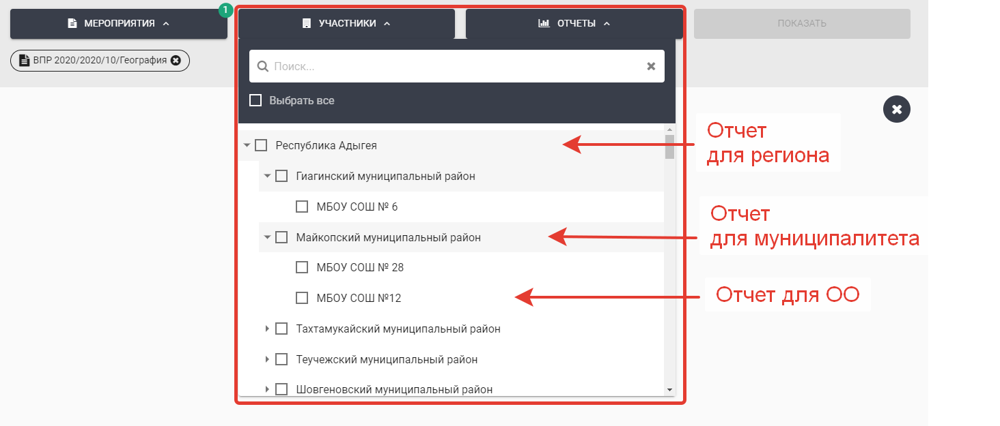 МЕРОПРИЯТИЯ
1
УЧАСТНИКИ
ОТЧЕТЫ
ПОКАЗАТЬ
ВПР 2020/2020/10/География
Поиск...
Выбрать все
Республика Адыгея
Гиагинский муниципальный район
МБОУ СОШ № 6
Майкопский муниципальный район
МБОУ СОШ № 28
МБОУ СОШ №12
Тахтамукайский муниципальный район
Теучежский муниципальный район
Шовгеновский муниципальный район
Отчет
для региона
Отчет
для муниципалитета
Отчет для ОО